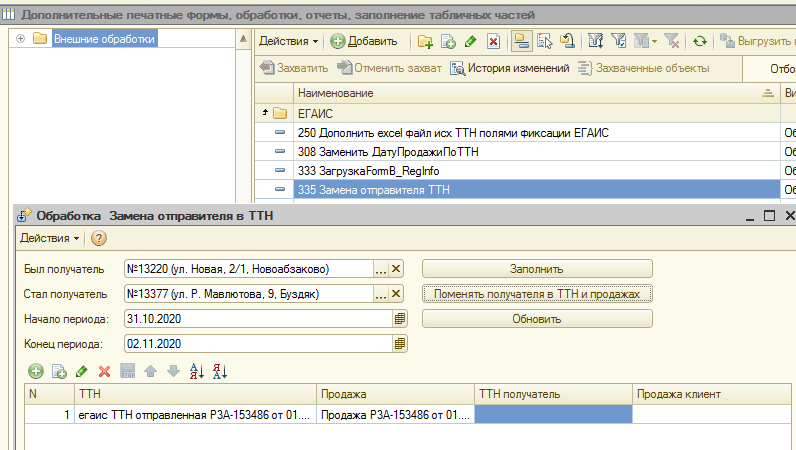 Дополнительные печатные формы, обработки, отчеты, заполнение табличных частей
Внешние обработки
Действия Добавить Выгрузить
Захватить Отменить захват История изменений Захваченные объекты Отбо
Наименование Ви
ЕГАИС
250 Дополнить excel файл исх ТТН полями фиксации ЕГАИС Об
308 Заменить ДатуПродажиПоТТН Об
333 ЗагрузкаFormB_RegInfo Об
335 Замена отправителя ТТН Об
Обработка Замена отправителя в ТТН
Действия
Был получатель №13220 (ул. Новая, 2/1, Новоабзаково) ... Заполнить
Стал получатель №13377 (ул. Р. Мавлютова, 9, Буздяк) ... Поменять получателя в ТТН и продажах
Начало периода: 31.10.2020 Обновить
Конец периода: 02.11.2020
N ТТН Продажа ТТН получатель Продажа клиент
1 егаис ТТН отправленная РЗА-153486 от 01.... Продажа РЗА-153486 от 01....